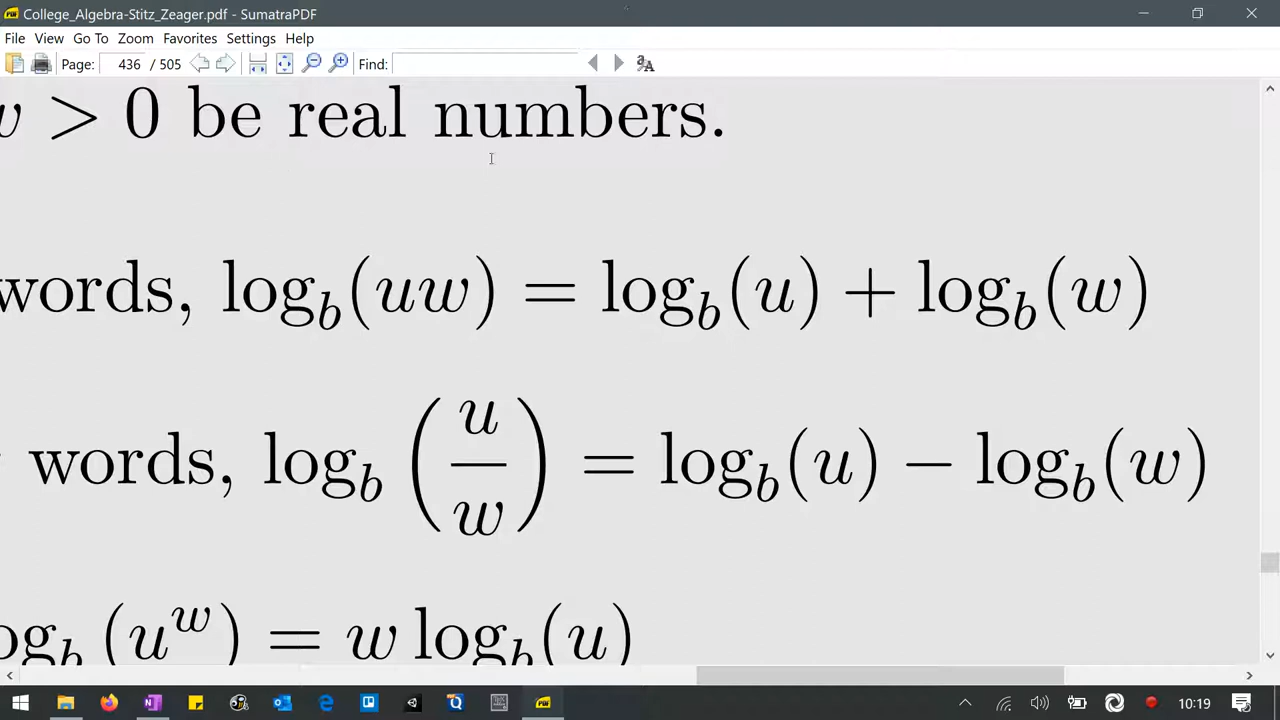 College_Algebra-Stitz_Zeager.pdf - SumatraPDF
File View Go To Zoom Favorites Settings Help
Page: 436 / 505 Find:
w > 0 be real numbers.
words, log_b(uw) = log_b(u) + log_b(w)
words, log_b(u/w) = log_b(u) − log_b(w)
log_b(u^w) = w log_b(u)
10:19